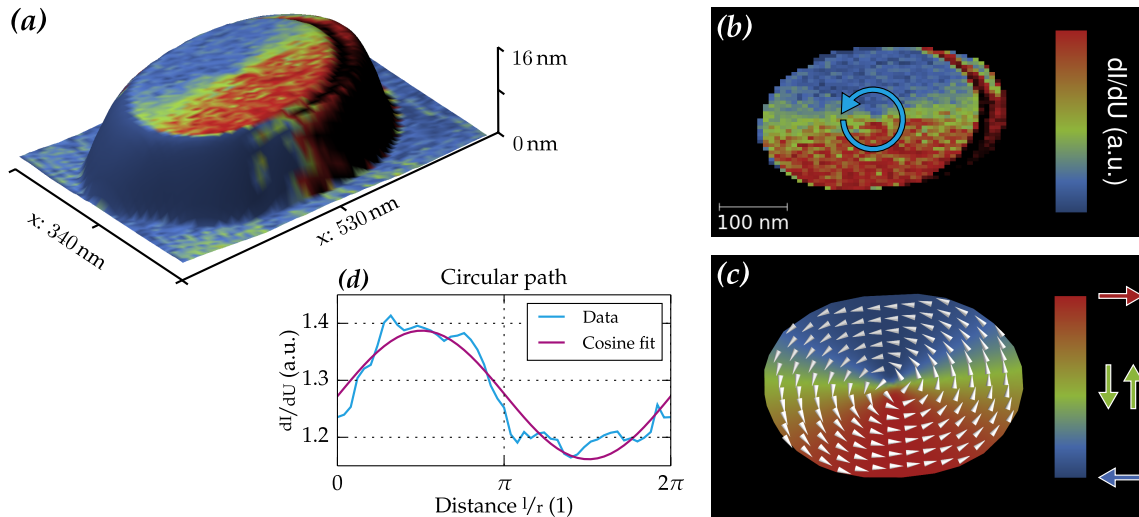 (a)
16 nm
0 nm
x: 340 nm
x: 530 nm
(b)
dI/dU (a.u.)
100 nm
(c)
(d)
Circular path
Data
Cosine fit
dI/dU (a.u.)
1.4
1.3
1.2
0
π
2π
Distance l/r (1)